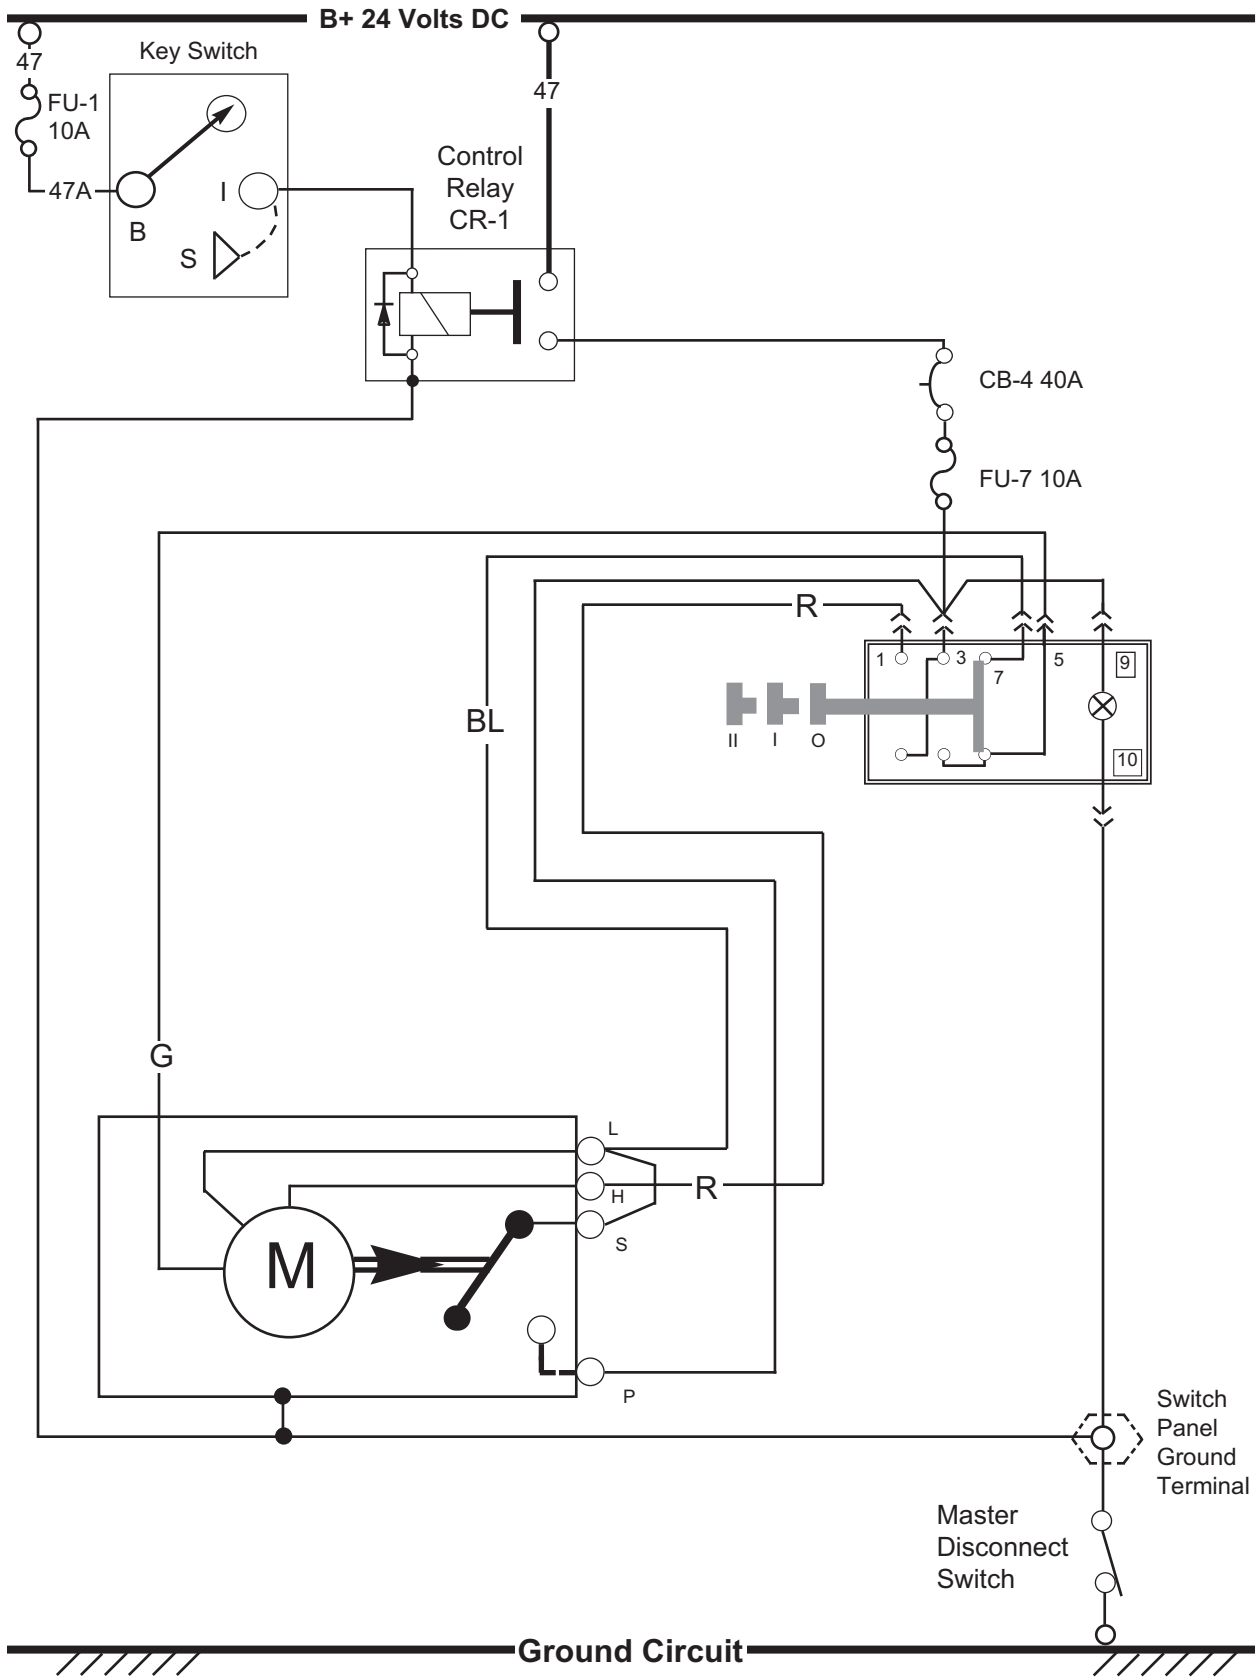 B+ 24 Volts DC
47
Key Switch
FU-1
10A
47
47A
B
I
S
Control
Relay
CR-1
CB-4 40A
FU-7 10A
R
1
3
7
5
9
II
I
O
10
BL
G
L
H
R
S
M
P
Switch
Panel
Ground
Terminal
Master
Disconnect
Switch
Ground Circuit